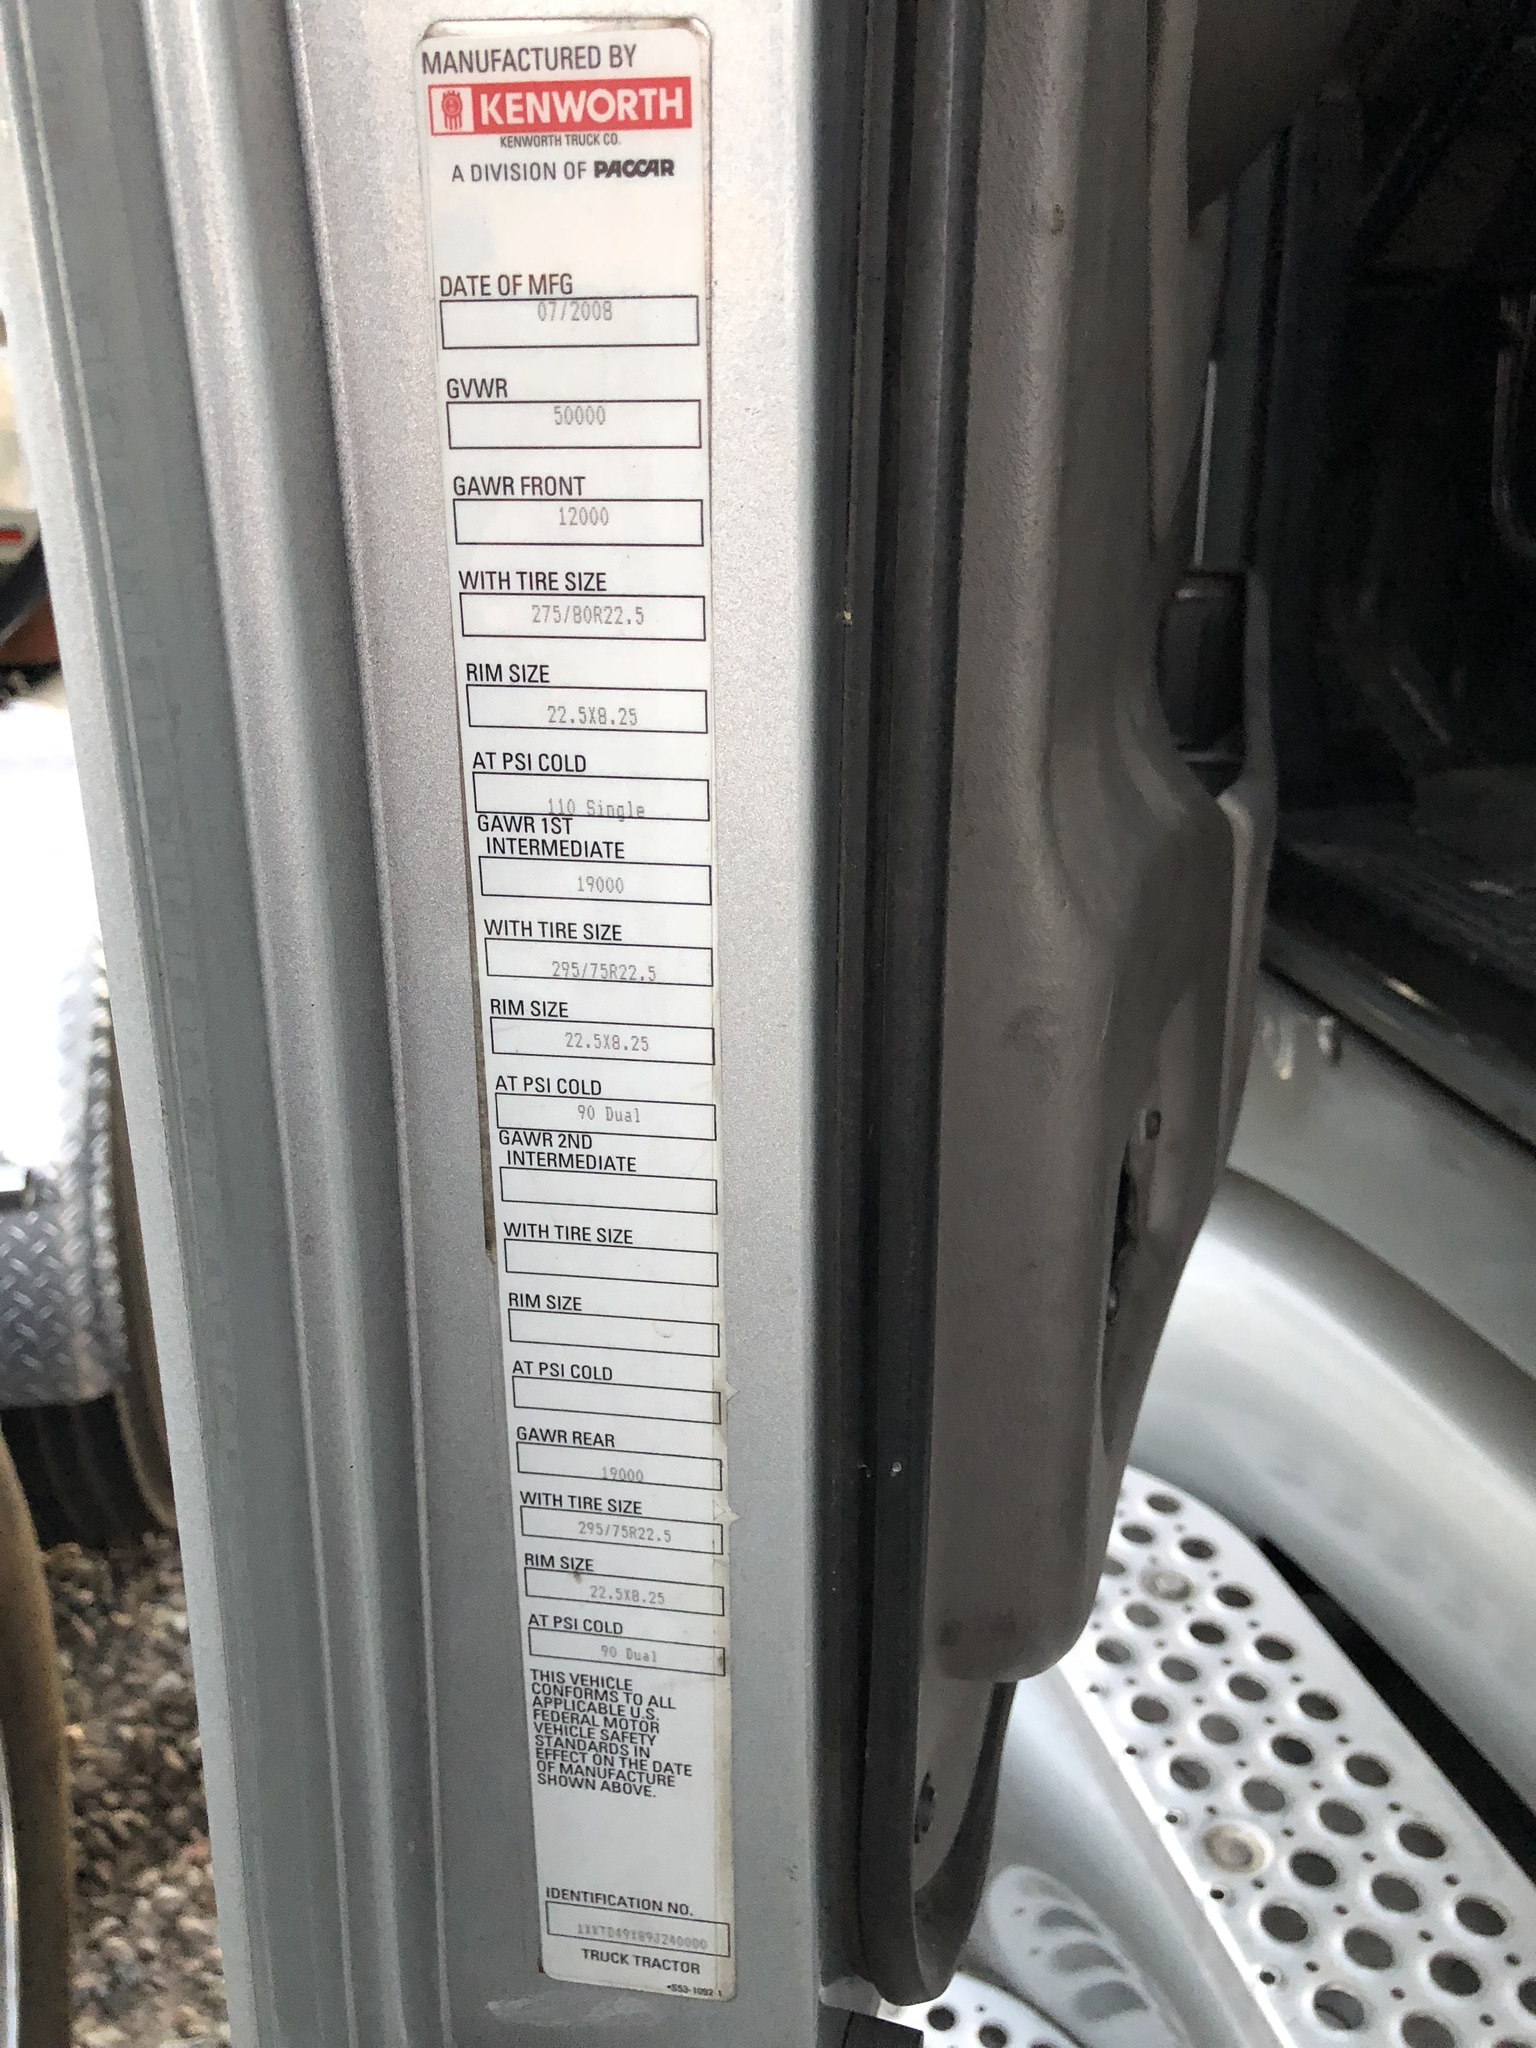 MANUFACTURED BY
KENWORTH
KENWORTH TRUCK CO.
A DIVISION OF PACCAR
DATE OF MFG
07/2008
GVWR
50000
GAWR FRONT
12000
WITH TIRE SIZE
275/80R22.5
RIM SIZE
22.5X8.25
AT PSI COLD
110 Single
GAWR 1ST
INTERMEDIATE
19000
WITH TIRE SIZE
295/75R22.5
RIM SIZE
22.5X8.25
AT PSI COLD
90 Dual
GAWR 2ND
INTERMEDIATE
WITH TIRE SIZE
RIM SIZE
AT PSI COLD
GAWR REAR
19000
WITH TIRE SIZE
295/75R22.5
RIM SIZE
22.5X8.25
AT PSI COLD
90 Dual
THIS VEHICLE
CONFORMS TO ALL
APPLICABLE U.S.
FEDERAL MOTOR
VEHICLE SAFETY
STANDARDS IN
EFFECT ON THE DATE
OF MANUFACTURE
SHOWN ABOVE.
IDENTIFICATION NO.
TRUCK TRACTOR